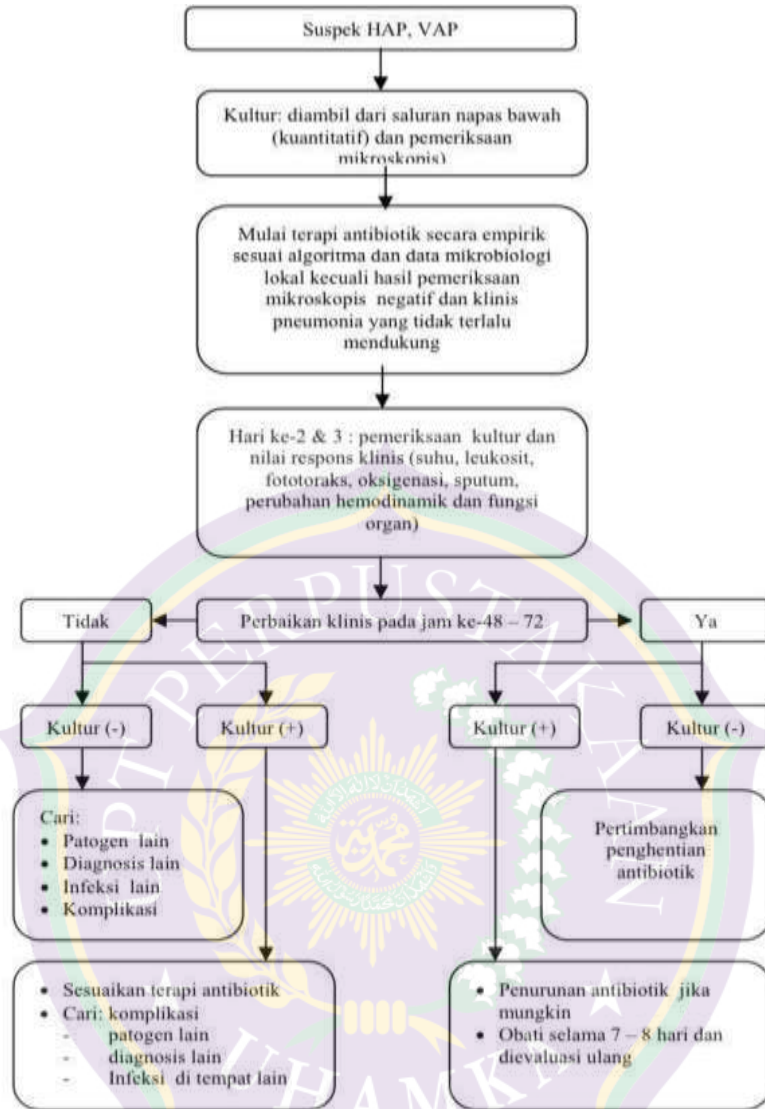 Suspek HAP, VAP
Kultur: diambil dari saluran napas bawah
(kuantitatif) dan pemeriksaan
mikroskopis)
Mulai terapi antibiotik secara empirik
sesuai algoritma dan data mikrobiologi
lokal kecuali hasil pemeriksaan
mikroskopis negatif dan klinis
pneumonia yang tidak terlalu
mendukung
Hari ke-2 & 3 : pemeriksaan kultur dan
nilai respons klinis (suhu, leukosit,
fototoraks, oksigenasi, sputum,
perubahan hemodinamik dan fungsi
organ)
Tidak
Perbaikan klinis pada jam ke-48 – 72
Ya
Kultur (-)
Kultur (+)
Kultur (+)
Kultur (-)
Cari:
• Patogen lain
• Diagnosis lain
• Infeksi lain
• Komplikasi
Pertimbangkan
penghentian
antibiotik
• Sesuaikan terapi antibiotik
• Cari: komplikasi
- patogen lain
- diagnosis lain
- Infeksi di tempat lain
• Penurunan antibiotik jika
mungkin
• Obati selama 7 – 8 hari dan
dievaluasi ulang
UPT PERPUSTAKAAN
UHAMKA